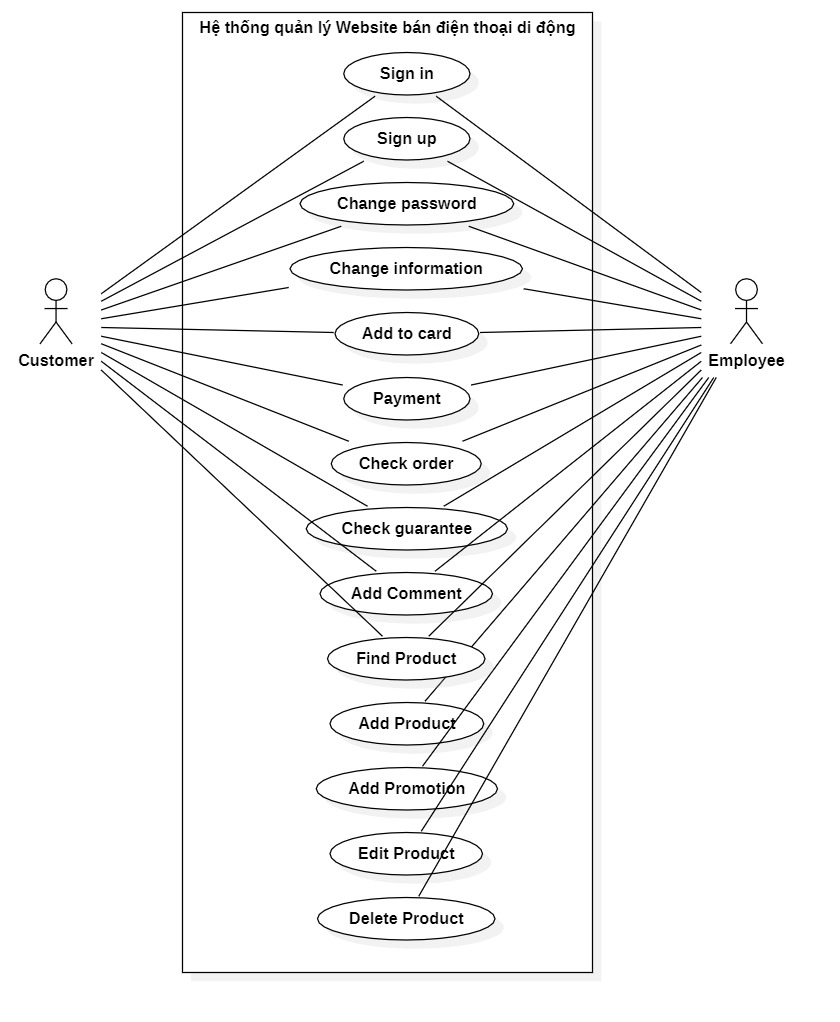 Hệ thống quản lý Website bán điện thoại di động
Sign in
Sign up
Change password
Change information
Add to card
Customer
Employee
Payment
Check order
Check guarantee
Add Comment
Find Product
Add Product
Add Promotion
Edit Product
Delete Product